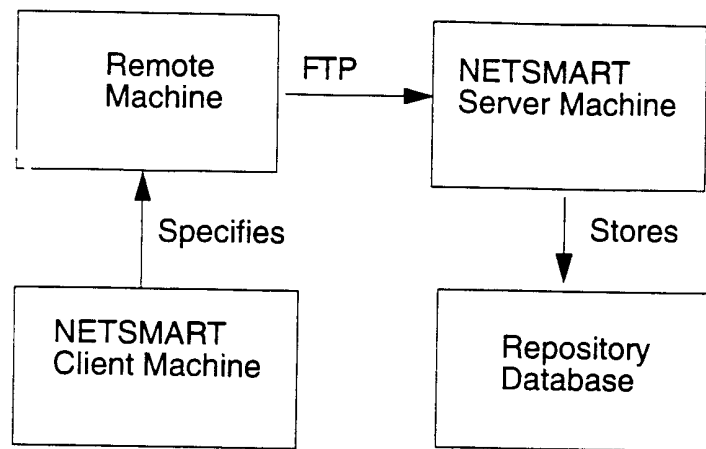 Remote
Machine
FTP
NETSMART
Server Machine
Specifies
Stores
NETSMART
Client Machine
Repository
Database